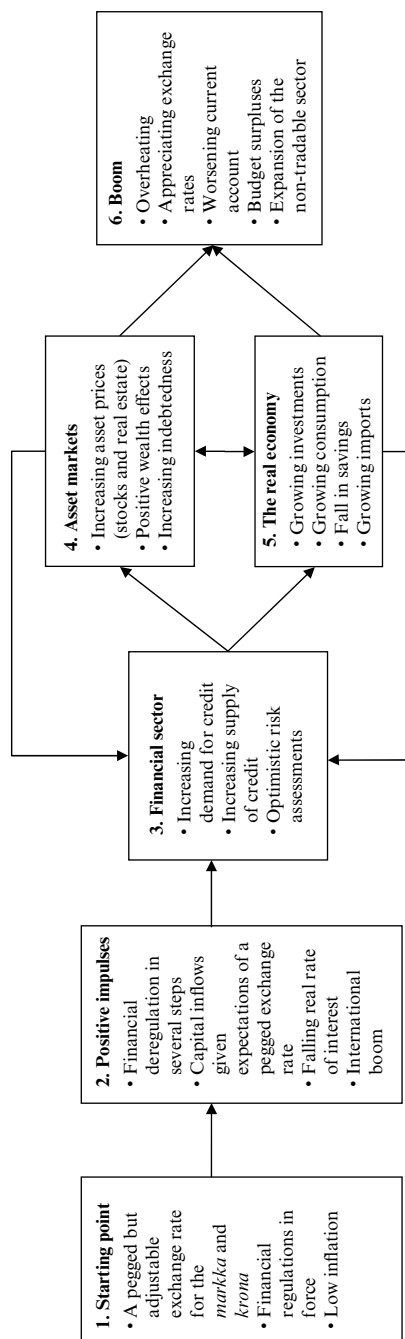 1. Starting point
• A pegged but
adjustable
exchange rate
for the
markka and
krona
• Financial
regulations in
force
• Low inflation
2. Positive impulses
• Financial
deregulation in
several steps
• Capital inflows
given
expectations of a
pegged exchange
rate
• Falling real rate
of interest
• International
boom
3. Financial sector
• Increasing
demand for credit
• Increasing supply
of credit
• Optimistic risk
assessments
4. Asset markets
• Increasing asset prices
(stocks and real estate)
• Positive wealth effects
• Increasing indebtedness
5. The real economy
• Growing investments
• Growing consumption
• Fall in savings
• Growing imports
6. Boom
• Overheating
• Appreciating exchange
rates
• Worsening current
account
• Budget surpluses
• Expansion of the
non-tradable sector